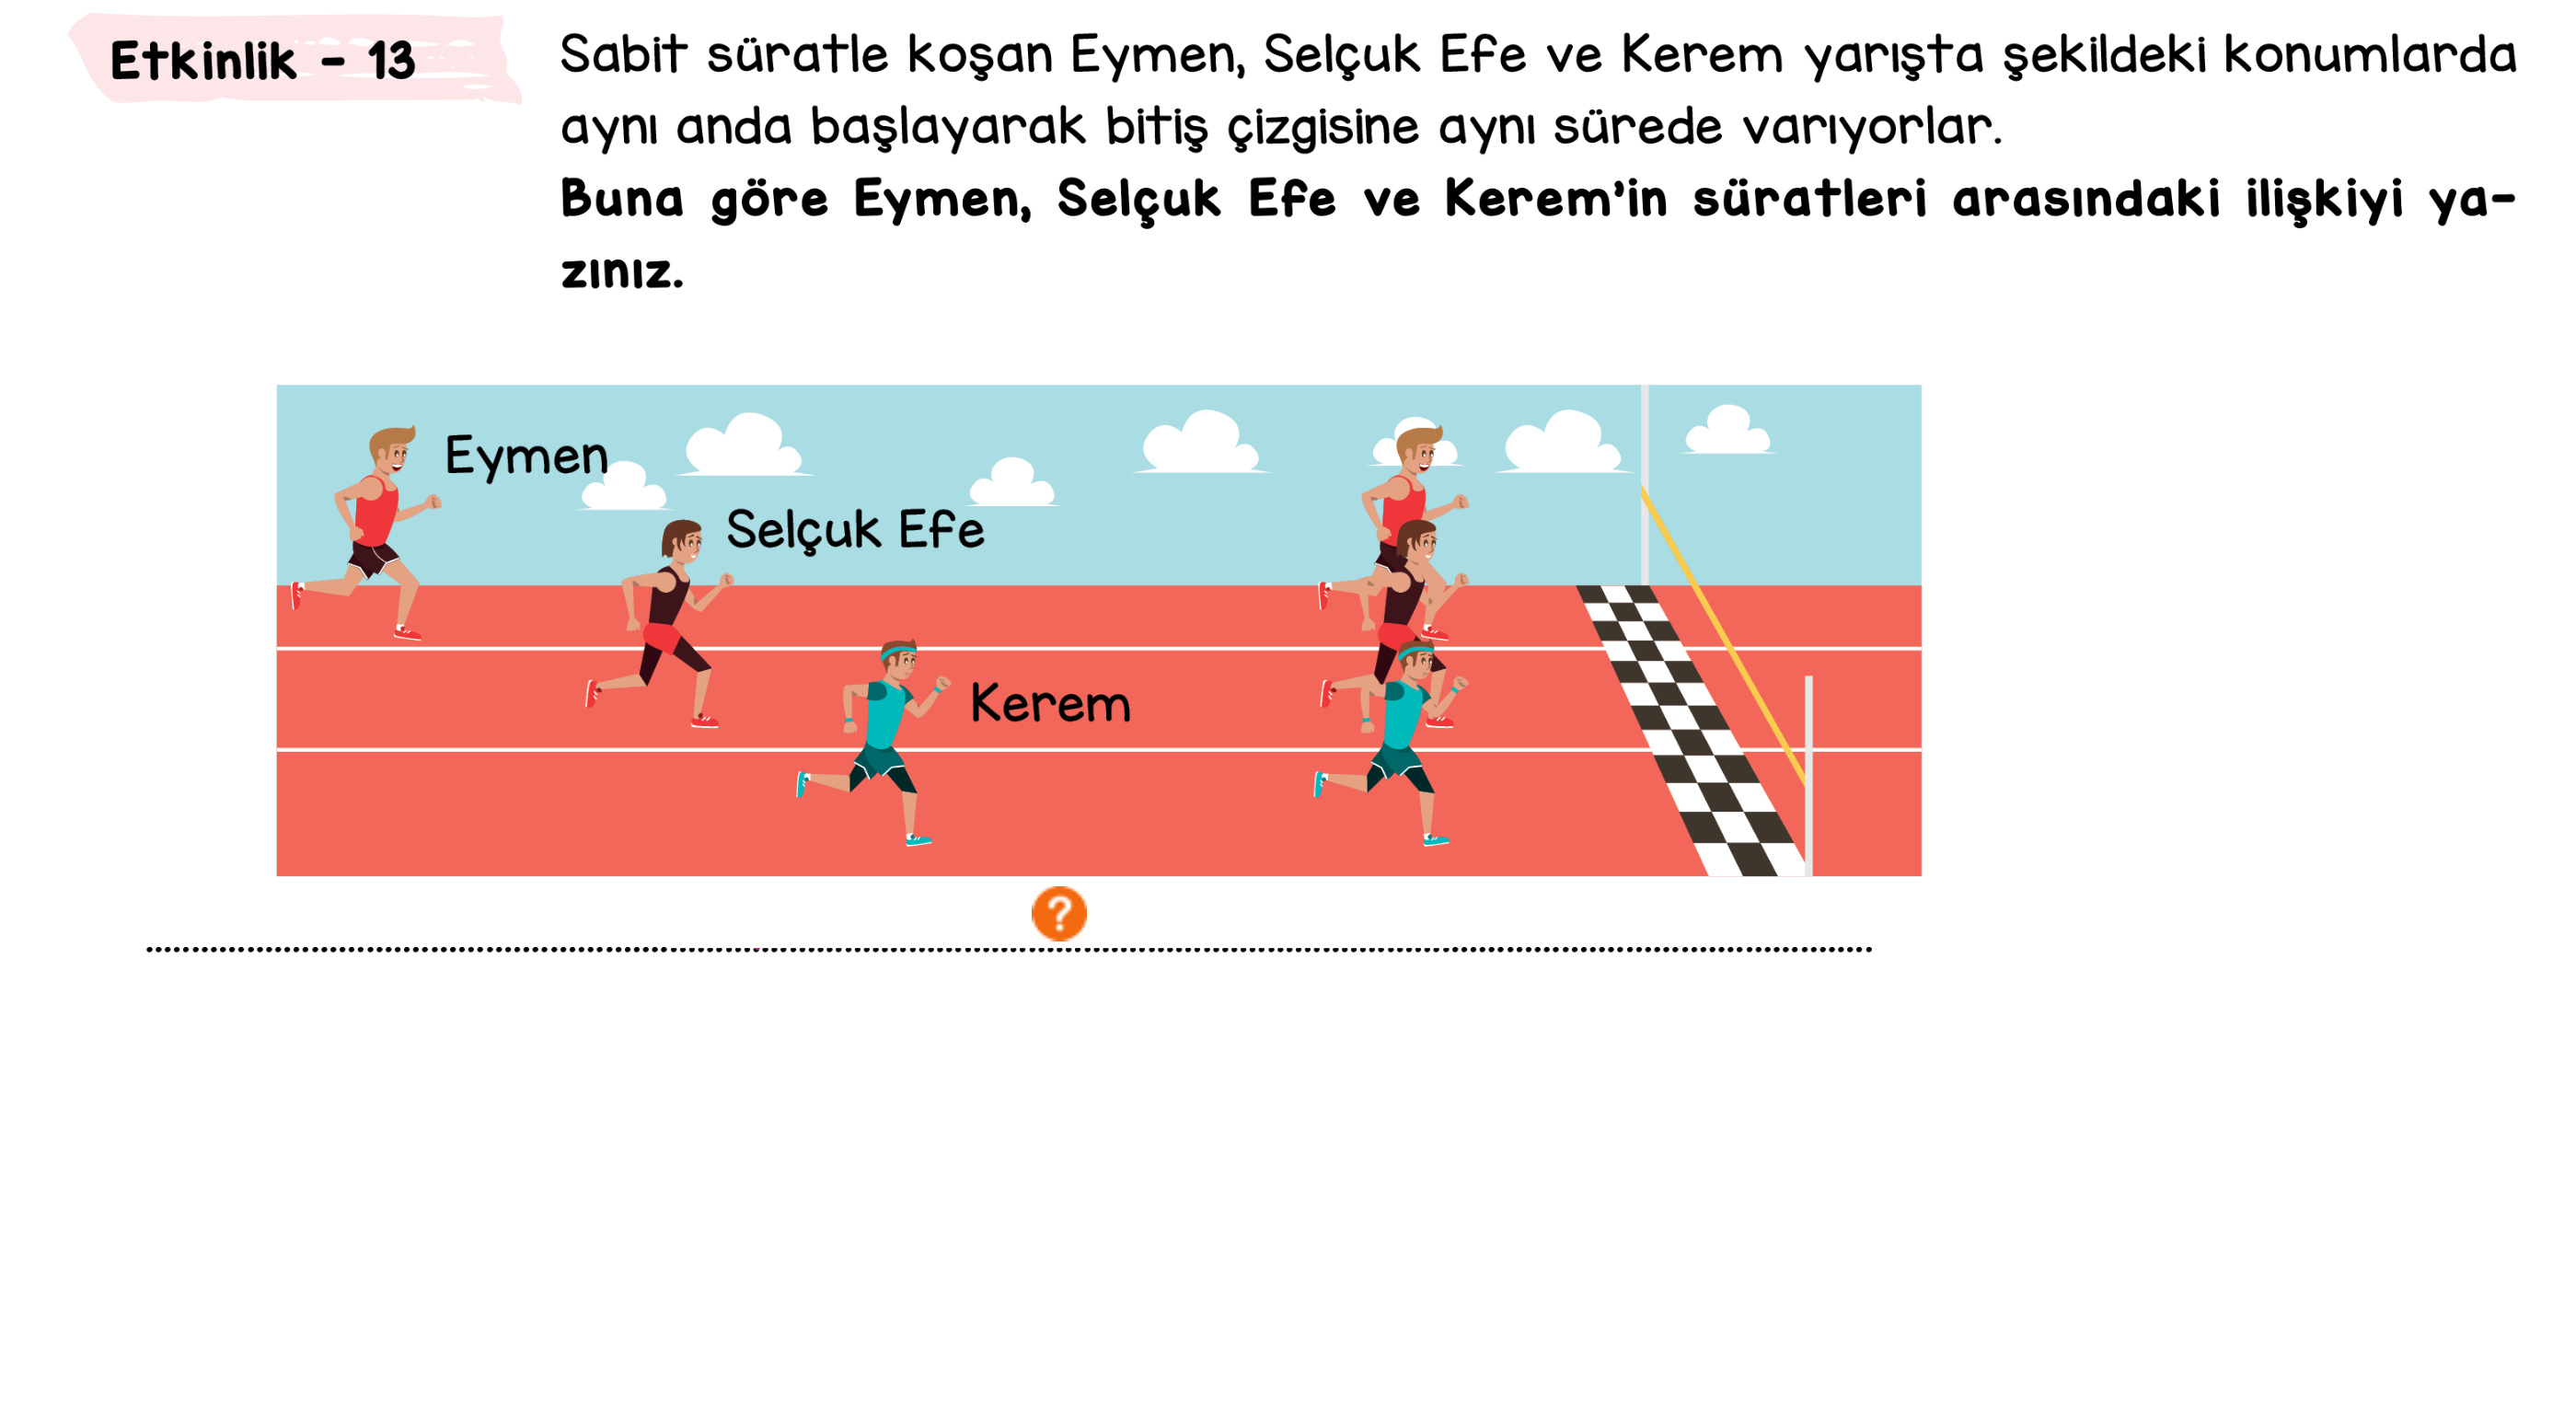 Etkinlik - 13
Sabit süratle koşan Eymen, Selçuk Efe ve Kerem yarışta şekildeki konumlarda
aynı anda başlayarak bitiş çizgisine aynı sürede varıyorlar.
Buna göre Eymen, Selçuk Efe ve Kerem'in süratleri arasındaki ilişkiyi ya-
zınız.
Eymen
Selçuk Efe
Kerem
?